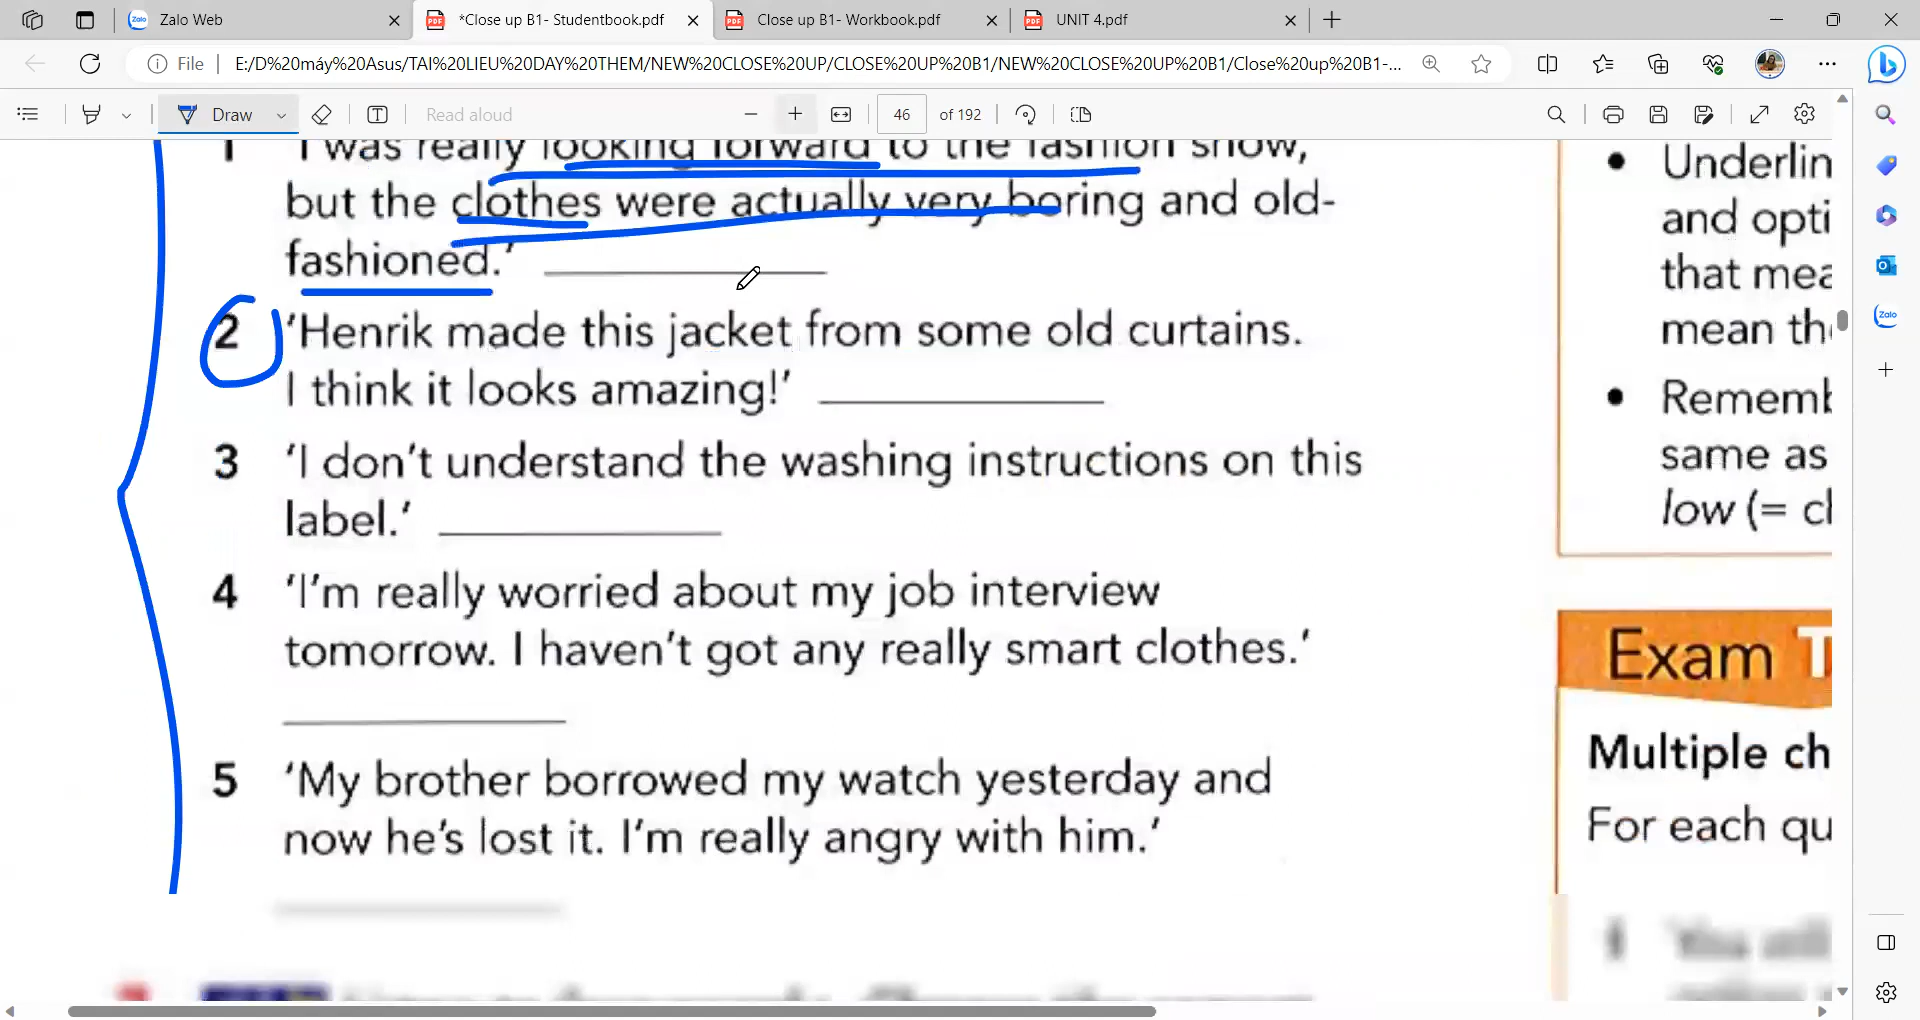 Zalo Web
*Close up B1- Studentbook.pdf
Close up B1- Workbook.pdf
UNIT 4.pdf
File
E:/D%20máy%20Asus/TAI%20LIEU%20DAY%20THEM/NEW%20CLOSE%20UP/CLOSE%20UP%20B1/NEW%20CLOSE%20UP%20B1/Close%20up%20B1-...
Draw
Read aloud
46 of 192
1 'I was really looking forward to the fashion show,
but the clothes were actually very boring and old-
fashioned.'
2 'Henrik made this jacket from some old curtains.
I think it looks amazing!'
3 'I don't understand the washing instructions on this
label.'
4 'I'm really worried about my job interview
tomorrow. I haven't got any really smart clothes.'
5 'My brother borrowed my watch yesterday and
now he's lost it. I'm really angry with him.'
• Underlin
and opti
that mea
mean th
• Rememb
same as
low (= cl
Exam T
Multiple ch
For each qu
Zalo